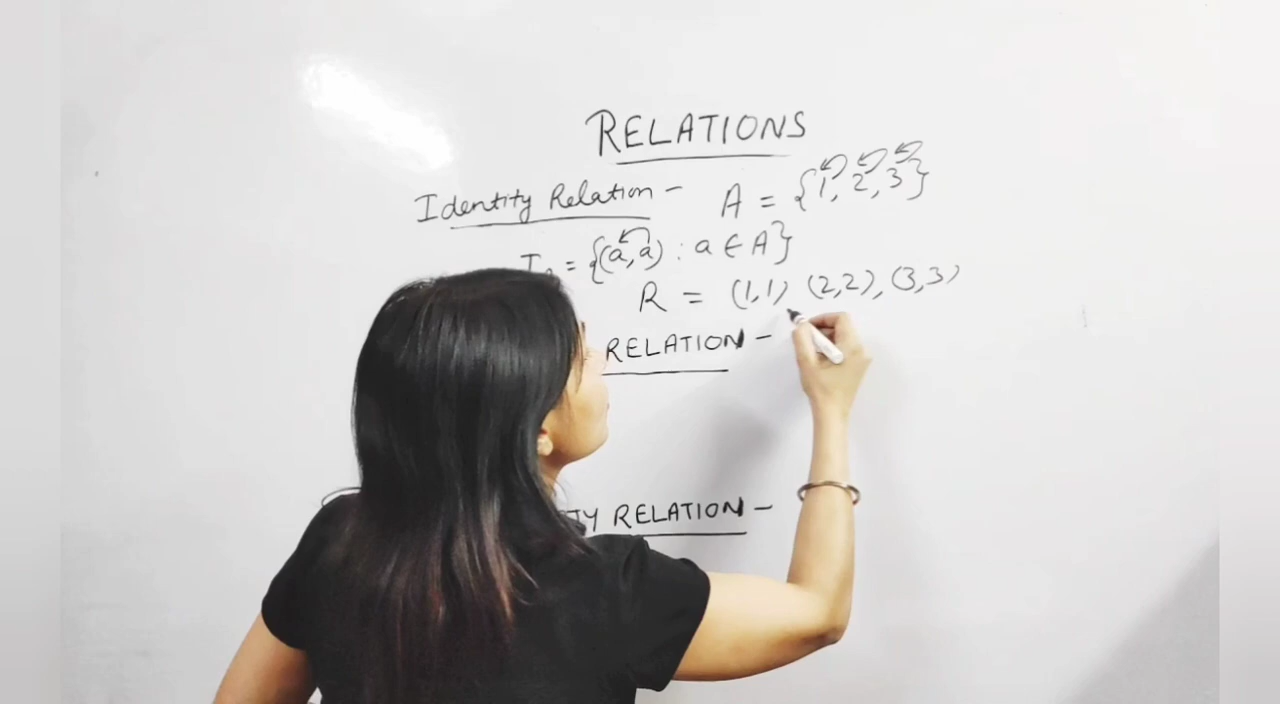 RELATIONS
Identity Relation - A = {1, 2, 3}
I = {(a, a) : a ∈ A}
R = (1,1) (2,2), (3,3)
RELATION -
RELATION -